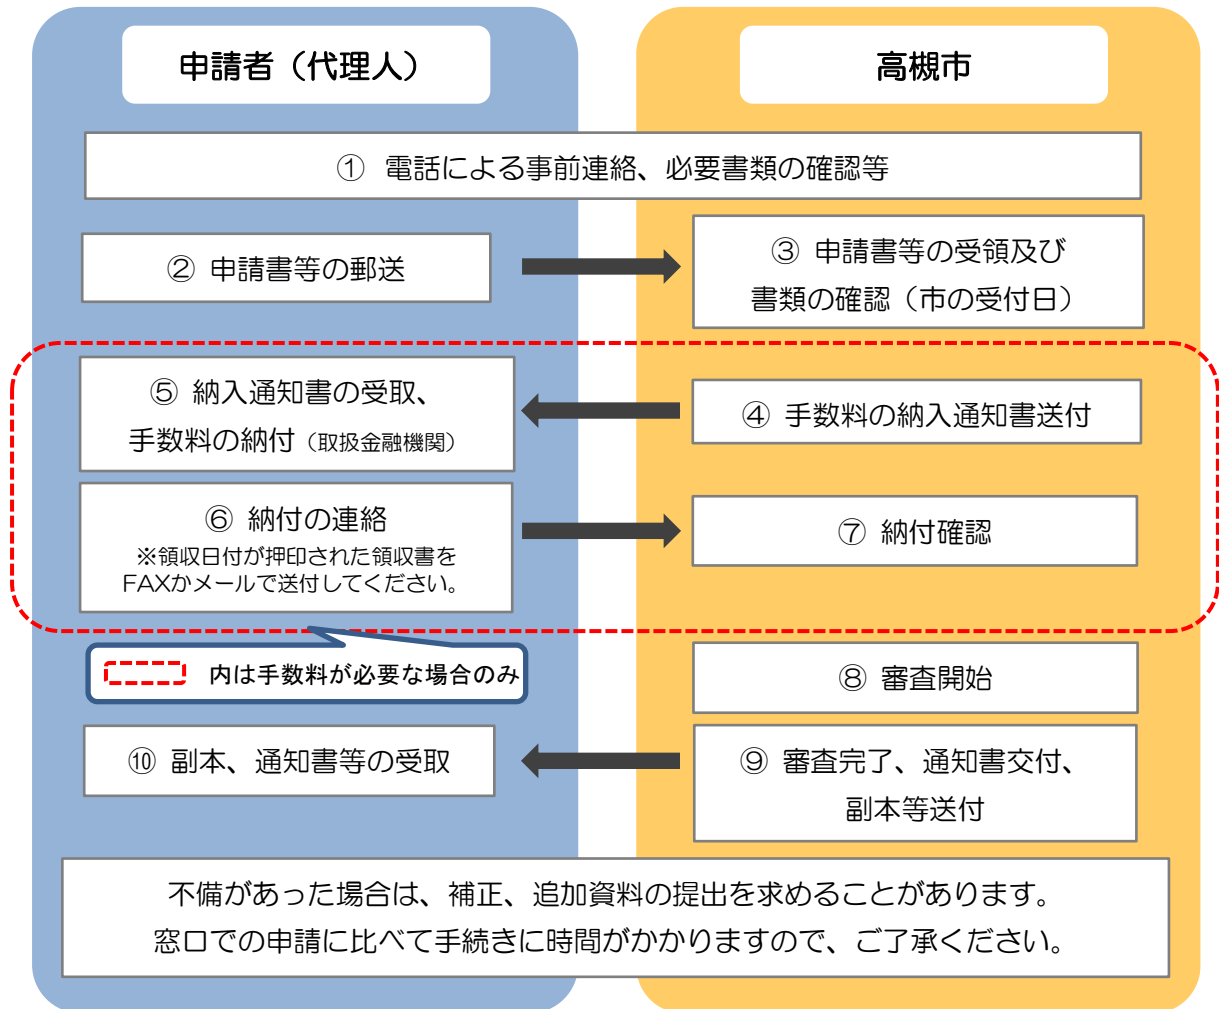 申請者（代理人）
高槻市
① 電話による事前連絡、必要書類の確認等
② 申請書等の郵送
③ 申請書等の受領及び
書類の確認（市の受付日）
④ 手数料の納入通知書送付
⑤ 納入通知書の受取、
手数料の納付（取扱金融機関）
⑥ 納付の連絡
※領収日付が押印された領収書を
FAXかメールで送付してください。
⑦ 納付確認
内は手数料が必要な場合のみ
⑧ 審査開始
⑨ 審査完了、通知書交付、
副本等送付
⑩ 副本、通知書等の受取
不備があった場合は、補正、追加資料の提出を求めることがあります。
窓口での申請に比べて手続きに時間がかかりますので、ご了承ください。